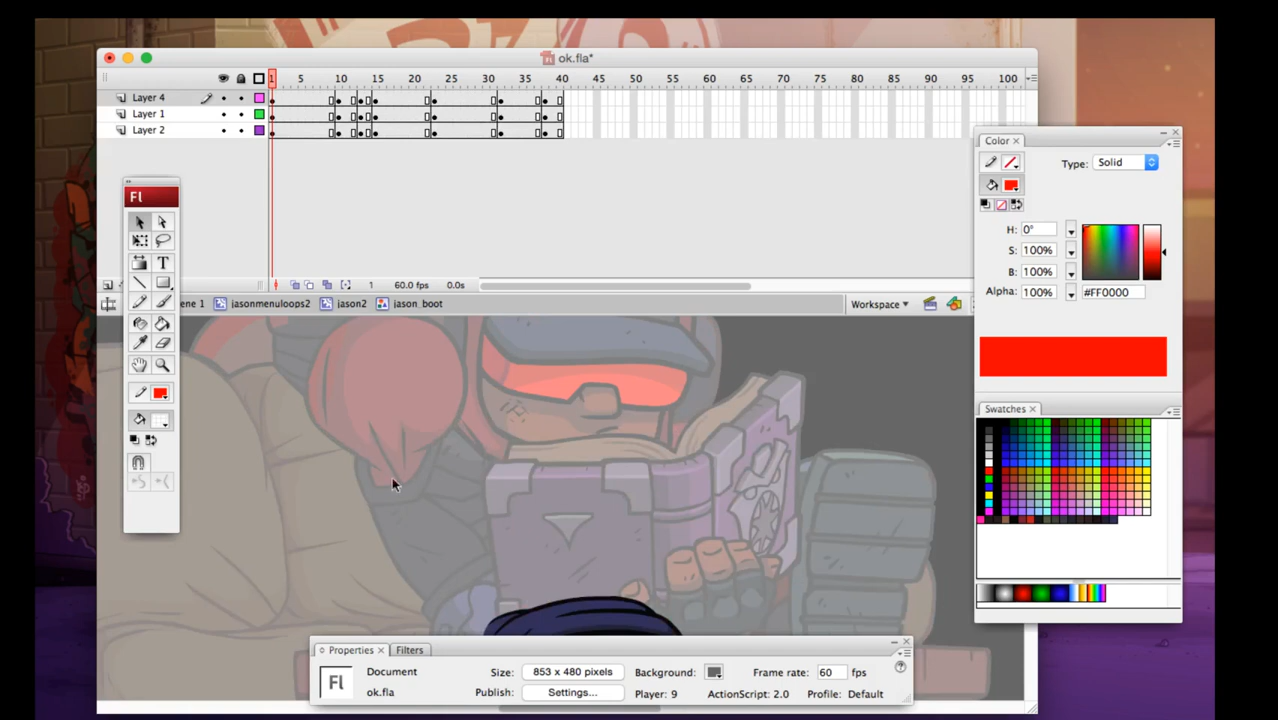 ok.fla*
1 5 10 15 20 25 30 35 40 45 50 55 60 65 70 75 80 85 90 95 100
Layer 4
Layer 1
Layer 2
Color
Type: Solid
Fl
H: 0°
S: 100%
B: 100%
Alpha: 100% #FF0000
T
1 60.0 fps 0.0s
ene 1 jasonmenuloops2 jason2 jason_boot Workspace
Swatches
Properties Filters
Fl Document Size: 853 x 480 pixels Background: Frame rate: 60 fps
ok.fla Publish: Settings... Player: 9 ActionScript: 2.0 Profile: Default